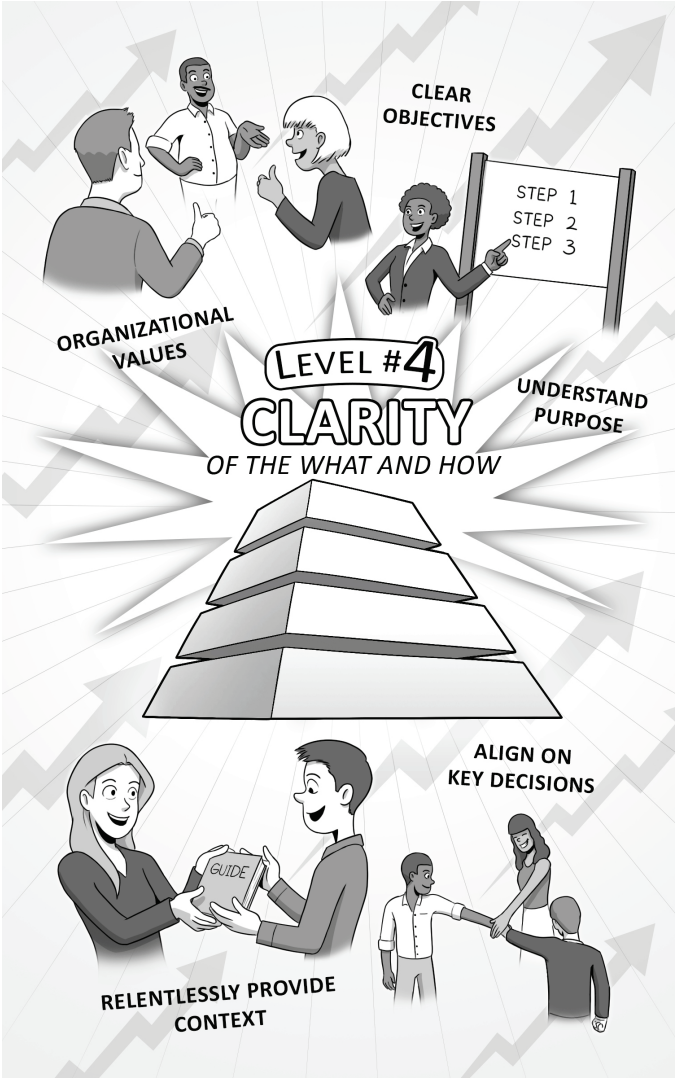 CLEAR
OBJECTIVES
STEP 1
STEP 2
STEP 3
ORGANIZATIONAL
VALUES
LEVEL #4
CLARITY
OF THE WHAT AND HOW
UNDERSTAND
PURPOSE
ALIGN ON
KEY DECISIONS
GUIDE
RELENTLESSLY PROVIDE
CONTEXT